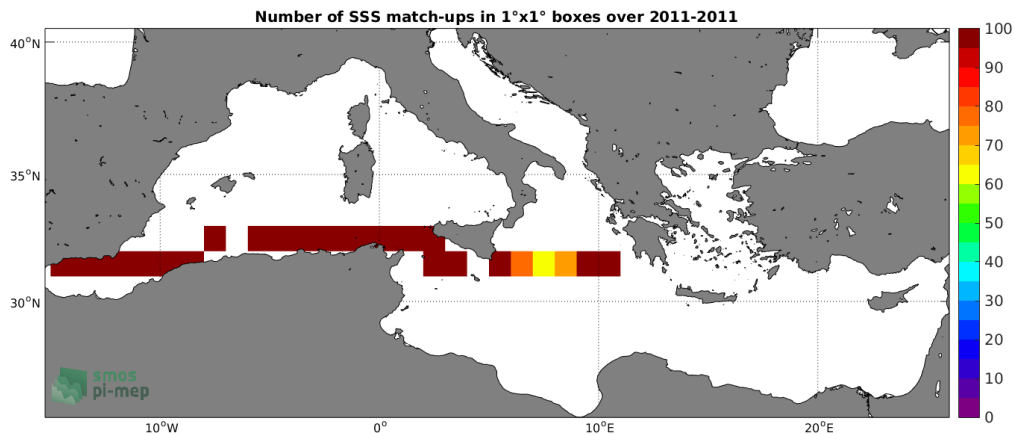 Number of SSS match-ups in 1°x1° boxes over 2011-2011
40°N
35°N
30°N
10°W
0°
10°E
20°E
100
90
80
70
60
50
40
30
20
10
0
smos
pi-mep